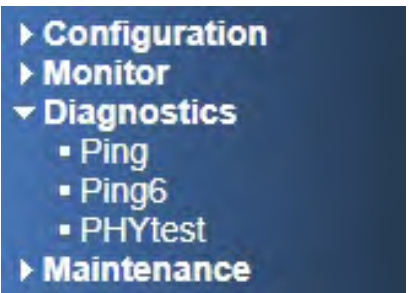 Configuration
Monitor
Diagnostics
Ping
Ping6
PHYtest
Maintenance